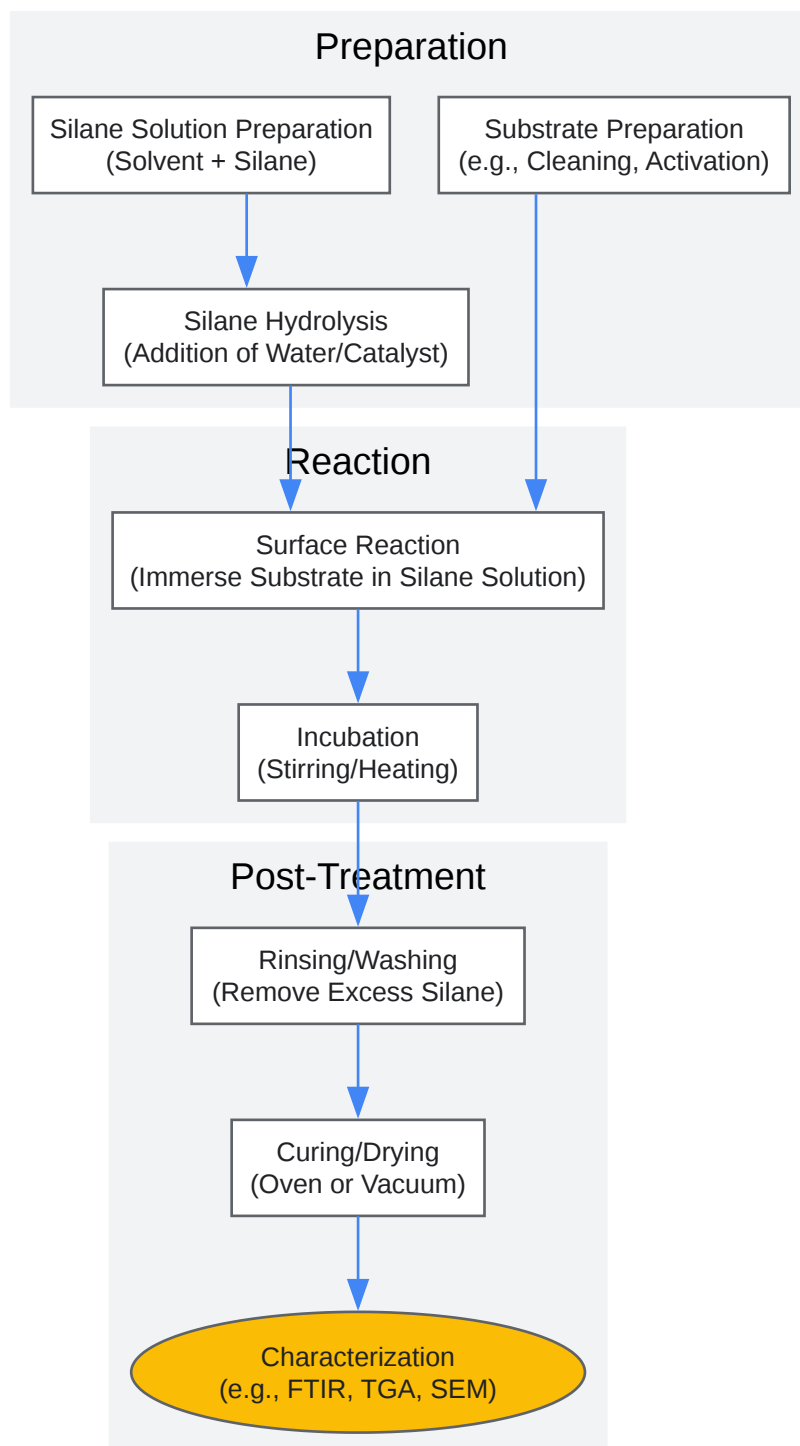 Preparation
Silane Solution Preparation
(Solvent + Silane)
Substrate Preparation
(e.g., Cleaning, Activation)
Silane Hydrolysis
(Addition of Water/Catalyst)
Reaction
Surface Reaction
(Immerse Substrate in Silane Solution)
Incubation
(Stirring/Heating)
Post-Treatment
Rinsing/Washing
(Remove Excess Silane)
Curing/Drying
(Oven or Vacuum)
Characterization
(e.g., FTIR, TGA, SEM)